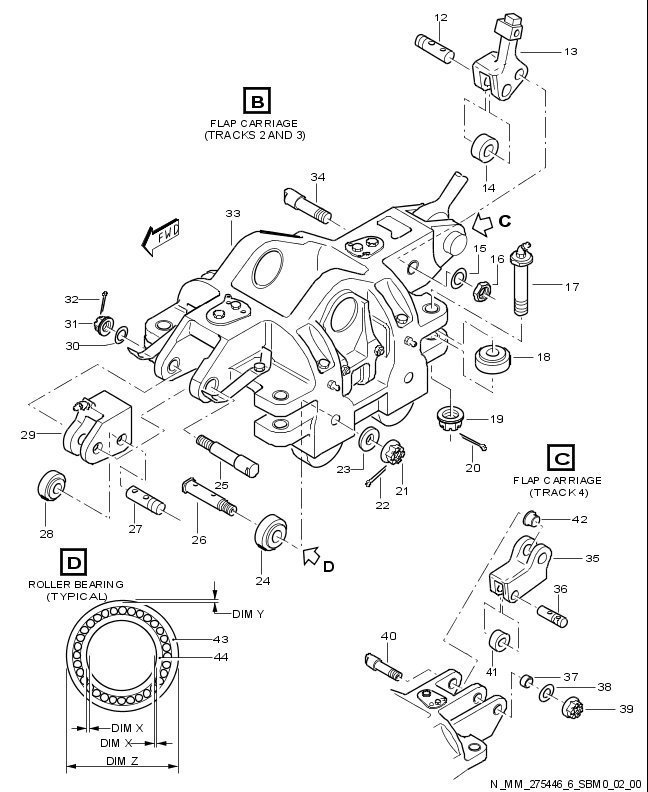 12
13
B
FLAP CARRIAGE
(TRACKS 2 AND 3)
14
34
33
FWD
C
15
16
17
32
31
30
18
19
20
29
23
21
22
25
26
27
28
24
D
C
FLAP CARRIAGE
(TRACK 4)
42
35
36
D
ROLLER BEARING
(TYPICAL)
DIM Y
43
44
40
41
37
38
39
DIM X
DIM X
DIM Z
N_MM_275446_6_SBM0_02_00